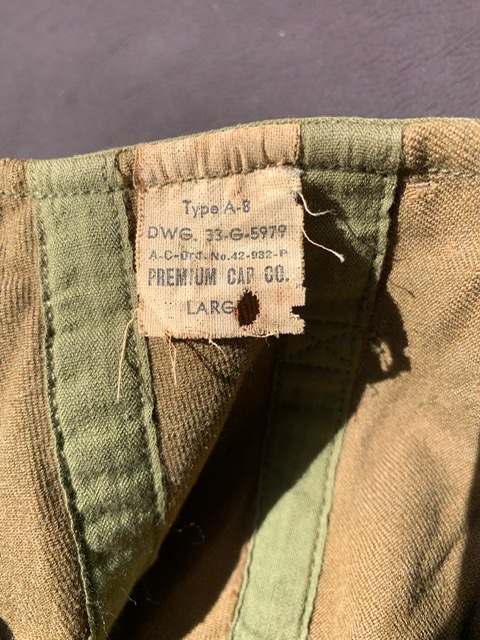 Type A-8
DWG. 33-G-5979
A-C-Ord.-No.42-932-P
PREMIUM CAP CO.
LARG